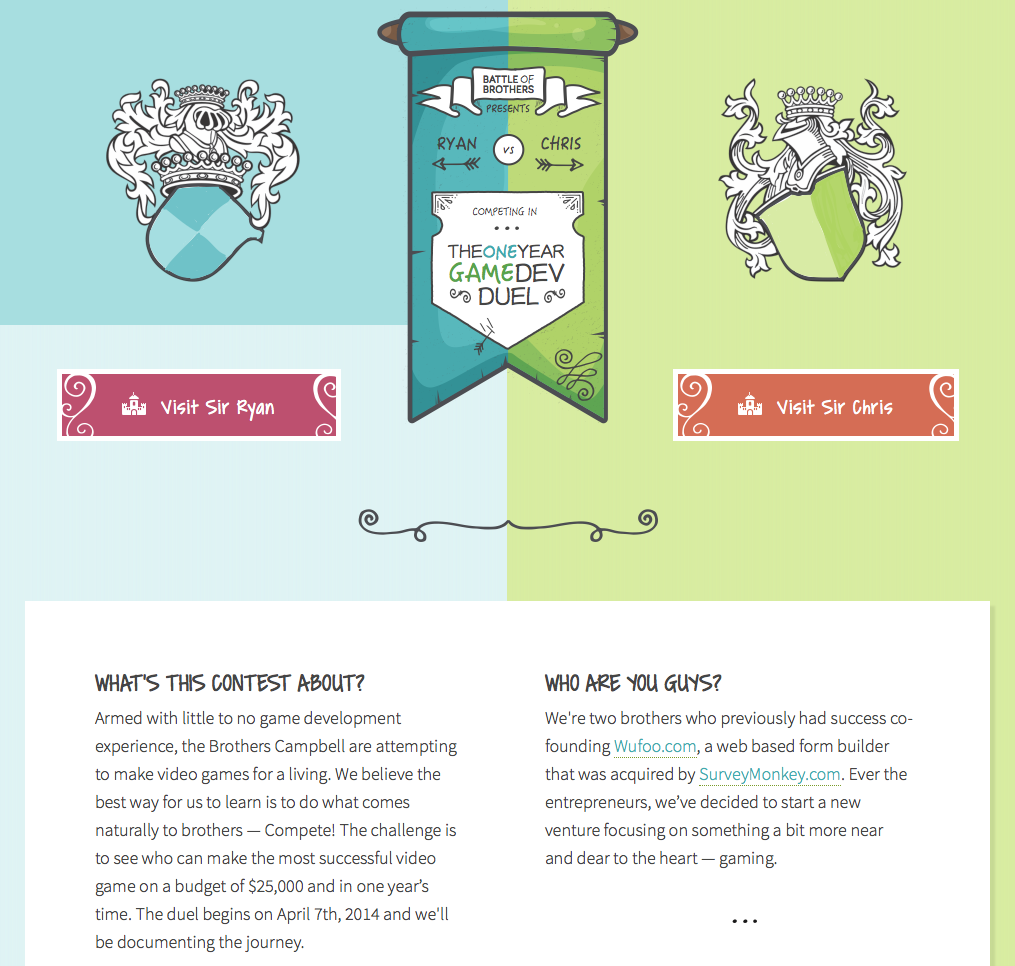 BATTLE OF
BROTHERS
PRESENTS
RYAN VS CHRIS
COMPETING IN
THEONEYEAR
GAMEDEV
DUEL
Visit Sir Ryan
Visit Sir Chris
WHAT'S THIS CONTEST ABOUT?
Armed with little to no game development
experience, the Brothers Campbell are attempting
to make video games for a living. We believe the
best way for us to learn is to do what comes
naturally to brothers — Compete! The challenge is
to see who can make the most successful video
game on a budget of $25,000 and in one year’s
time. The duel begins on April 7th, 2014 and we'll
be documenting the journey.
WHO ARE YOU GUYS?
We're two brothers who previously had success co-
founding Wufoo.com, a web based form builder
that was acquired by SurveyMonkey.com. Ever the
entrepreneurs, we’ve decided to start a new
venture focusing on something a bit more near
and dear to the heart — gaming.